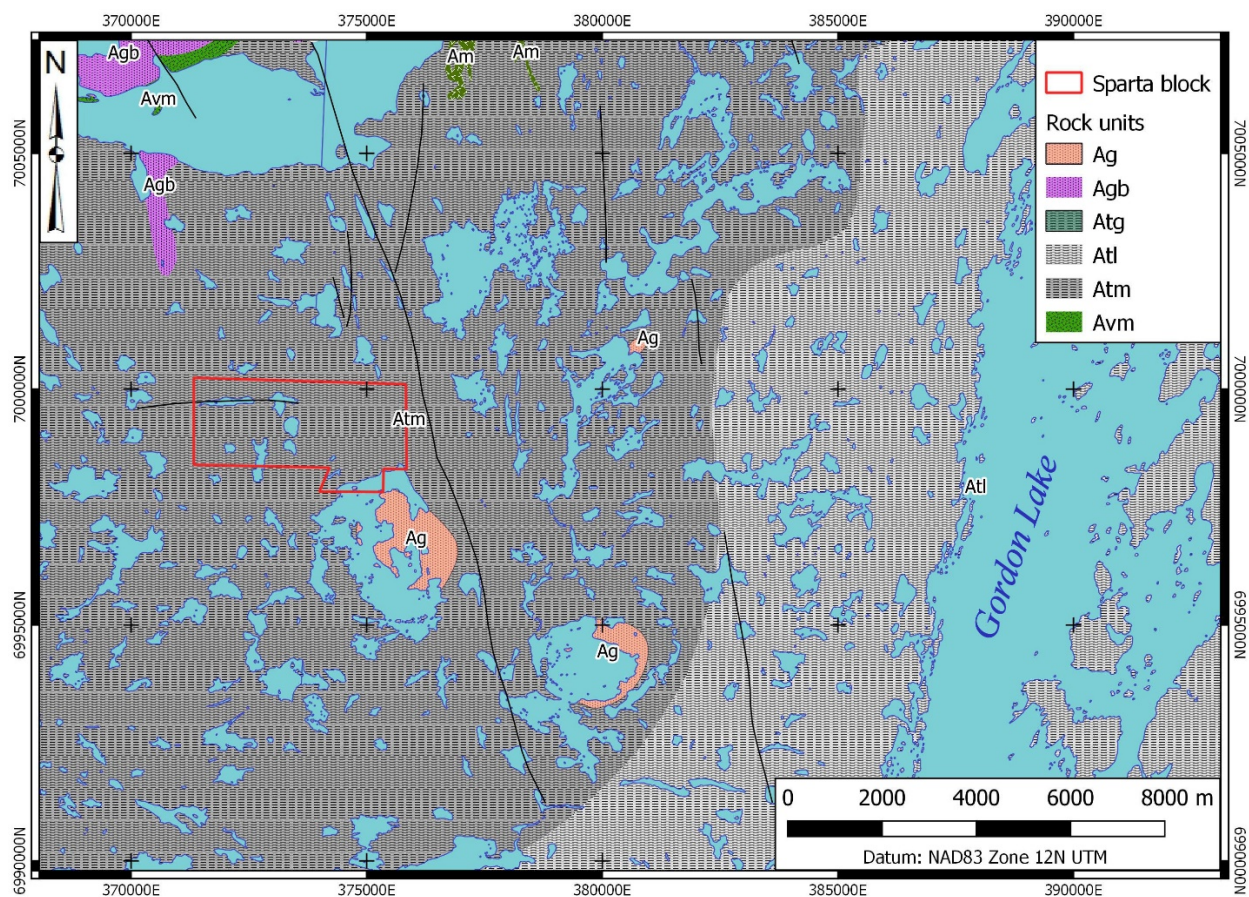 370000E 375000E 380000E 385000E 390000E
N
Agb
Am
Am
Avm
Agb
Sparta block
Rock units
Ag
Agb
Atg
Atl
Atm
Avm
7005000N
7005000N
Ag
7000000N
7000000N
Atm
Atl
Ag
Gordon Lake
6995000N
6995000N
Ag
0 2000 4000 6000 8000 m
Datum: NAD83 Zone 12N UTM
6990000N
6990000N
370000E 375000E 380000E 385000E 390000E